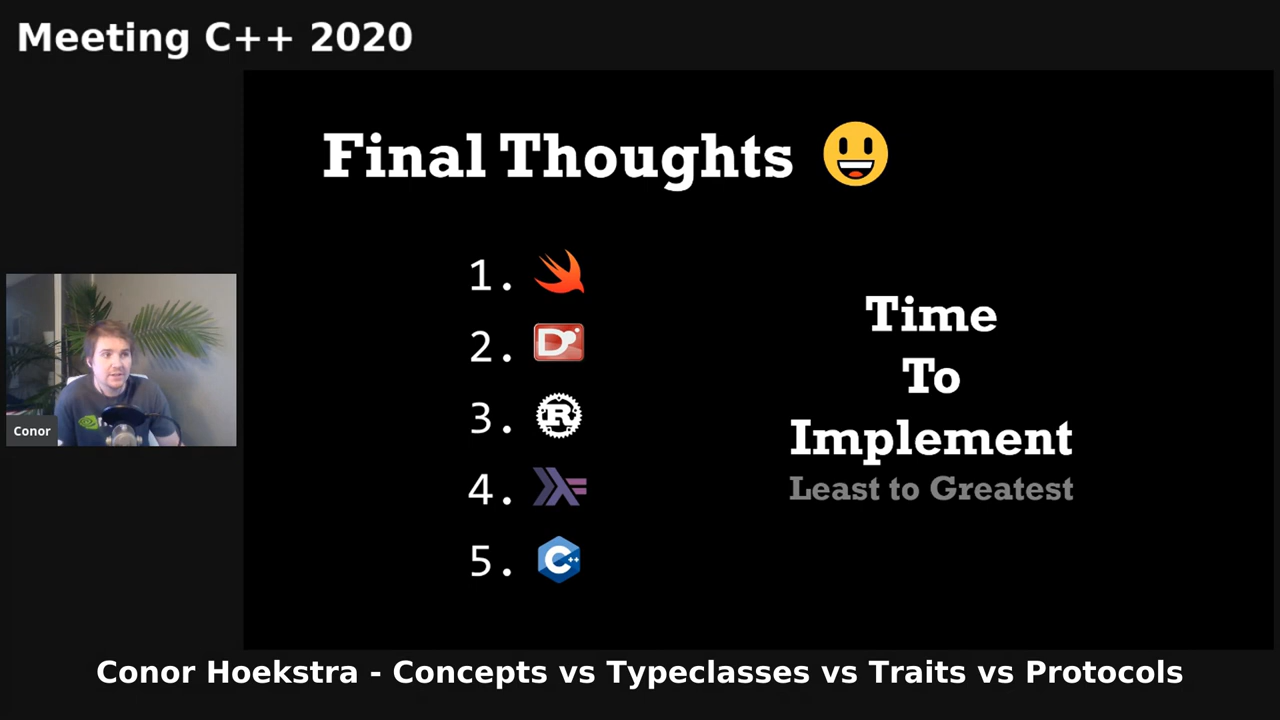 Meeting C++ 2020
Final Thoughts
1.
2. D
3. R
4.
5. C++
Time
To
Implement
Least to Greatest
Conor
Conor Hoekstra - Concepts vs Typeclasses vs Traits vs Protocols